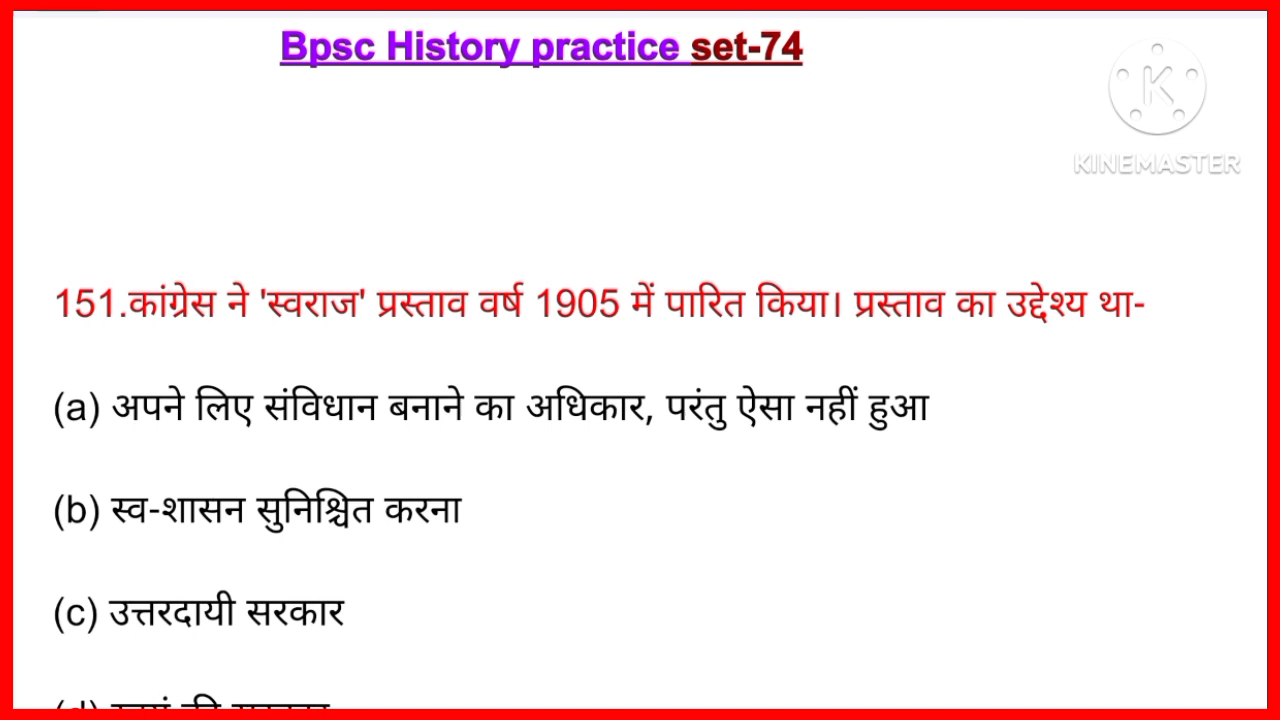 Bpsc History practice set-74
K
KINEMASTER
151.कांग्रेस ने 'स्वराज' प्रस्ताव वर्ष 1905 में पारित किया। प्रस्ताव का उद्देश्य था-
(a) अपने लिए संविधान बनाने का अधिकार, परंतु ऐसा नहीं हुआ
(b) स्व-शासन सुनिश्चित करना
(c) उत्तरदायी सरकार